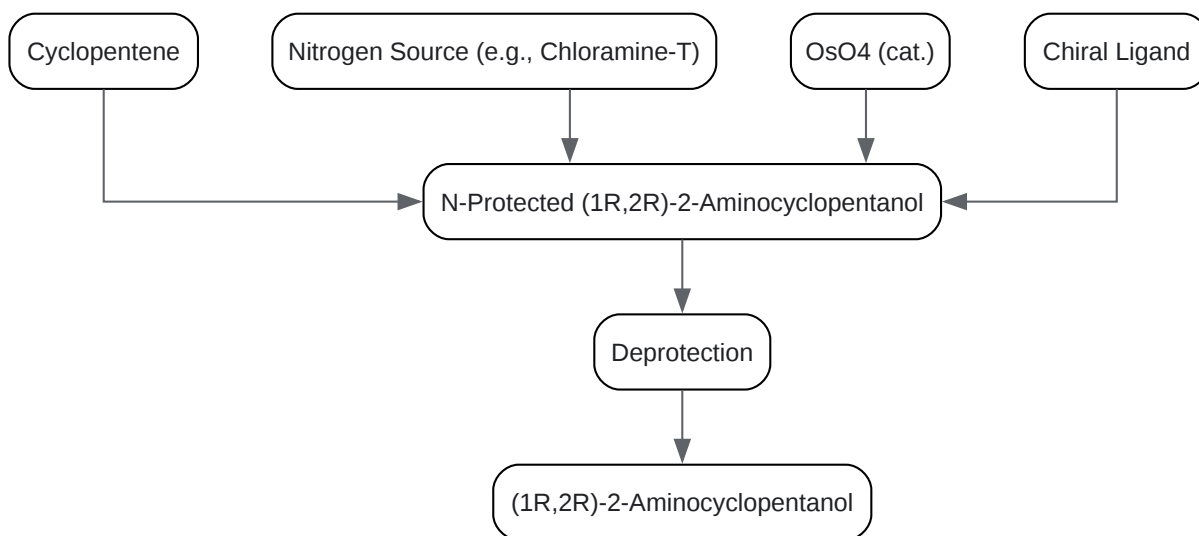 Cyclopentene
Nitrogen Source (e.g., Chloramine-T)
OsO4 (cat.)
Chiral Ligand
N-Protected (1R,2R)-2-Aminocyclopentanol
Deprotection
(1R,2R)-2-Aminocyclopentanol